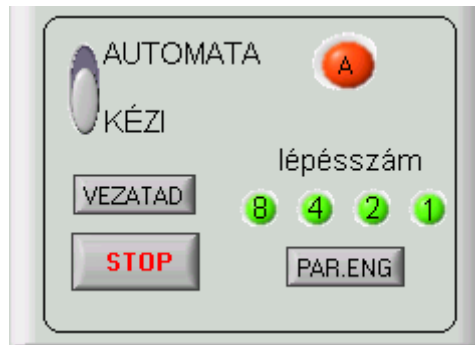 AUTOMATA
A
KÉZI
lépésszám
VEZATAD
8 4 2 1
STOP
PAR.ENG